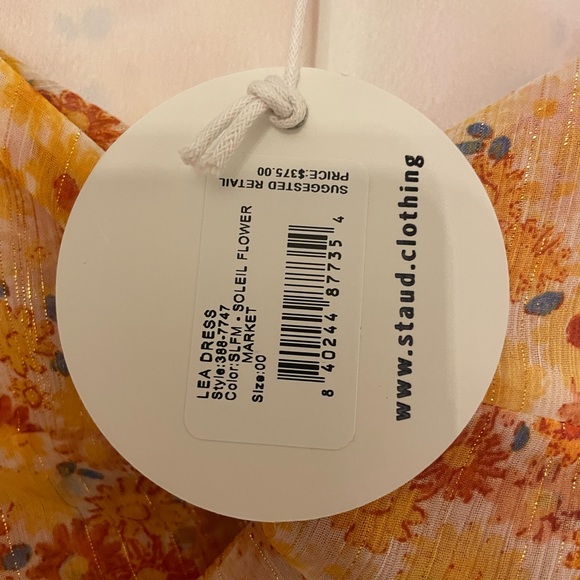 LEA DRESS
Style:388-7747
Color:SLFM • SOLEIL FLOWER
MARKET
Size:00
8 40244 87735 4
SUGGESTED RETAIL
PRICE:$375.00
www.staud.clothing